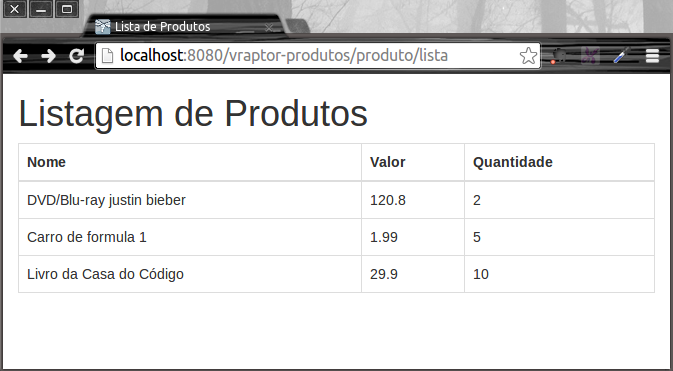 Lista de Produtos
localhost:8080/vraptor-produtos/produto/lista
Listagem de Produtos
Nome Valor Quantidade
DVD/Blu-ray justin bieber 120.8 2
Carro de formula 1 1.99 5
Livro da Casa do Código 29.9 10